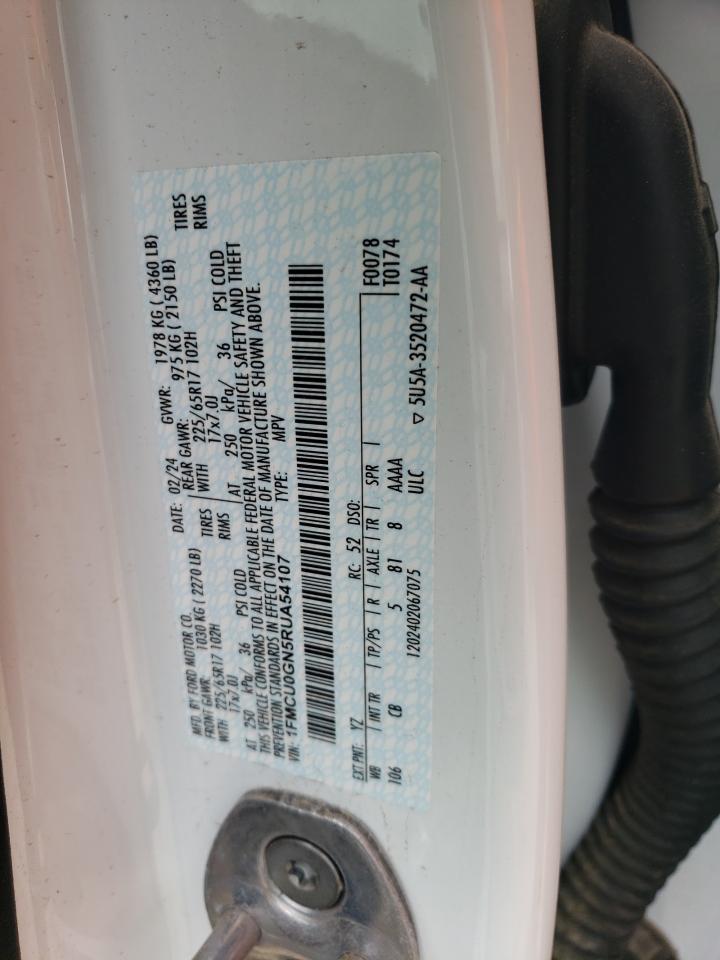 MFD. BY FORD MOTOR CO.
DATE: 02/24 GVWR: 1978 KG ( 4360 LB)
FRONT GAWR: 1030 KG ( 2270 LB) REAR GAWR: 975 KG ( 2150 LB)
WITH 225/65R17 102H TIRES WITH 225/65R17 102H TIRES
17x7.0J RIMS 17x7.0J RIMS
AT 250 kPa/ 36 PSI COLD AT 250 kPa/ 36 PSI COLD
THIS VEHICLE CONFORMS TO ALL APPLICABLE FEDERAL MOTOR VEHICLE SAFETY AND THEFT
PREVENTION STANDARDS IN EFFECT ON THE DATE OF MANUFACTURE SHOWN ABOVE.
VIN: 1FMCU0GN5RUA54107 TYPE: MPV
EXT PNT: YZ RC: 52 DSO: F0078
WB INT TR TP/PS R AXLE TR SPR T0174
106 CB 5 81 8 AAAA
1202402067075 ULC ▽ 5U5A-3520472-AA